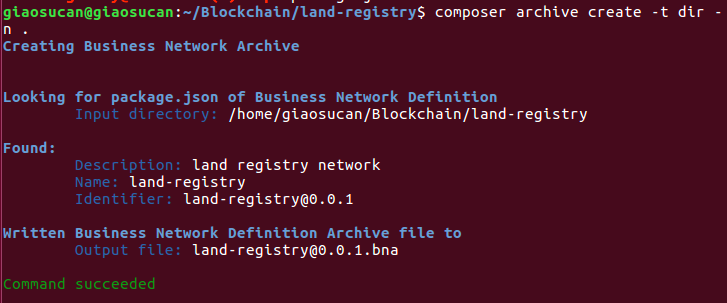 giaosucan@giaosucan:~/Blockchain/land-registry$ composer archive create -t dir -
n .
Creating Business Network Archive
Looking for package.json of Business Network Definition
Input directory: /home/giaosucan/Blockchain/land-registry
Found:
Description: land registry network
Name: land-registry
Identifier: land-registry@0.0.1
Written Business Network Definition Archive file to
Output file: land-registry@0.0.1.bna
Command succeeded